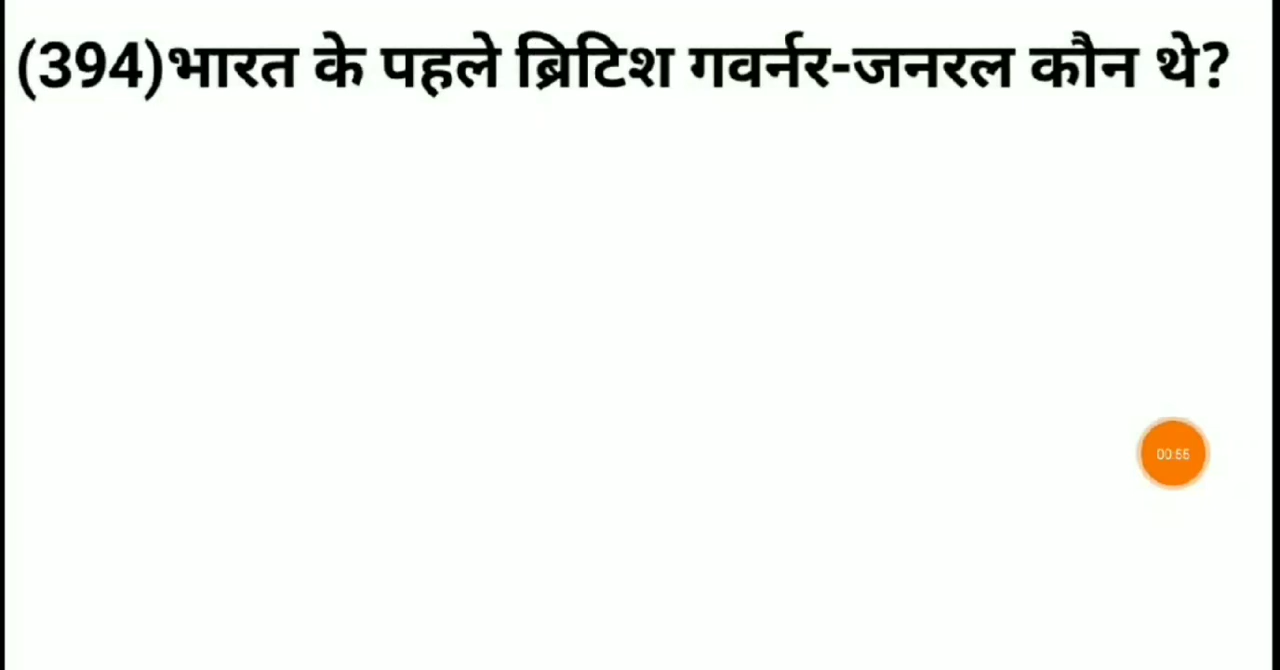 (394)भारत के पहले ब्रिटिश गवर्नर-जनरल कौन थे?